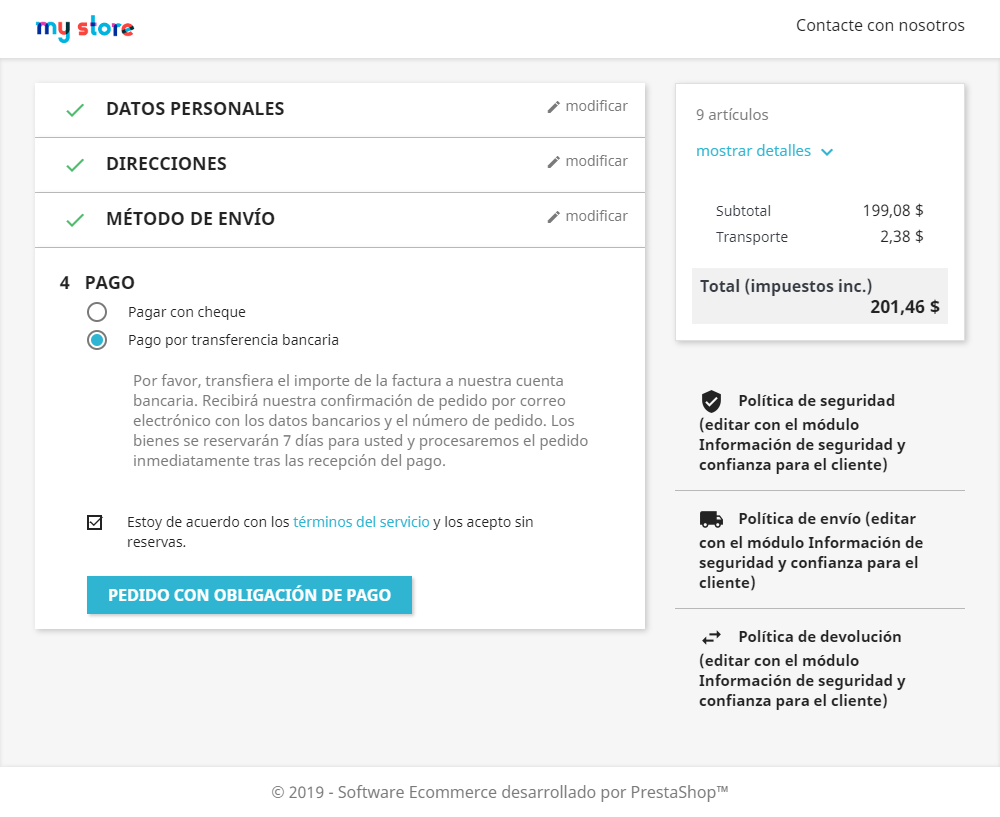 my store
Contacte con nosotros
DATOS PERSONALES
modificar
DIRECCIONES
modificar
MÉTODO DE ENVÍO
modificar
4 PAGO
Pagar con cheque
Pago por transferencia bancaria
Por favor, transfiera el importe de la factura a nuestra cuenta
bancaria. Recibirá nuestra confirmación de pedido por correo
electrónico con los datos bancarios y el número de pedido. Los
bienes se reservarán 7 días para usted y procesaremos el pedido
inmediatamente tras las recepción del pago.
Estoy de acuerdo con los términos del servicio y los acepto sin
reservas.
PEDIDO CON OBLIGACIÓN DE PAGO
9 artículos
mostrar detalles
Subtotal 199,08 $
Transporte 2,38 $
Total (impuestos inc.)
201,46 $
Política de seguridad
(editar con el módulo
Información de seguridad y
confianza para el cliente)
Política de envío (editar
con el módulo Información de
seguridad y confianza para el
cliente)
Política de devolución
(editar con el módulo
Información de seguridad y
confianza para el cliente)
© 2019 - Software Ecommerce desarrollado por PrestaShop™